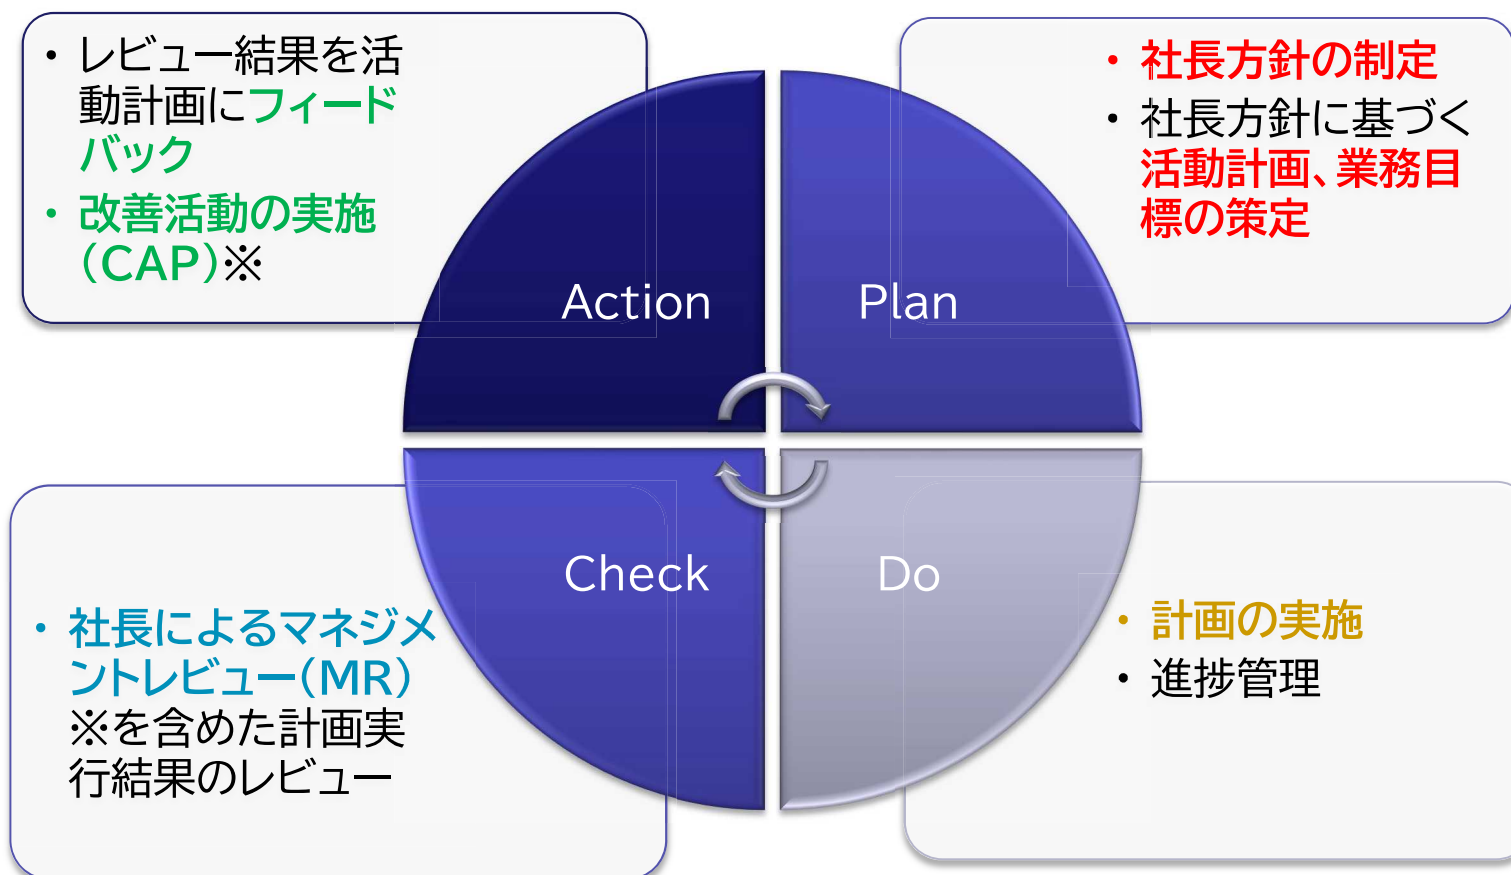 ・レビュー結果を活
動計画にフィード
バック
・改善活動の実施
（CAP）※
・社長方針の制定
・社長方針に基づく
活動計画、業務目
標の策定
Action
Plan
Check
Do
・社長によるマネジメ
ントレビュー（MR）
※を含めた計画実
行結果のレビュー
・計画の実施
・進捗管理